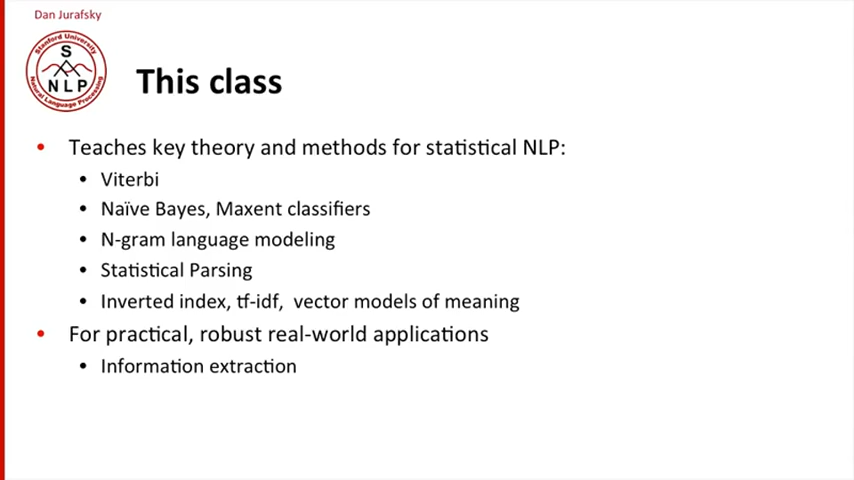 Dan Jurafsky
Stanford University
S
NLP
Natural Language Processing
This class
• Teaches key theory and methods for statistical NLP:
• Viterbi
• Naïve Bayes, Maxent classifiers
• N-gram language modeling
• Statistical Parsing
• Inverted index, tf-idf, vector models of meaning
• For practical, robust real-world applications
• Information extraction